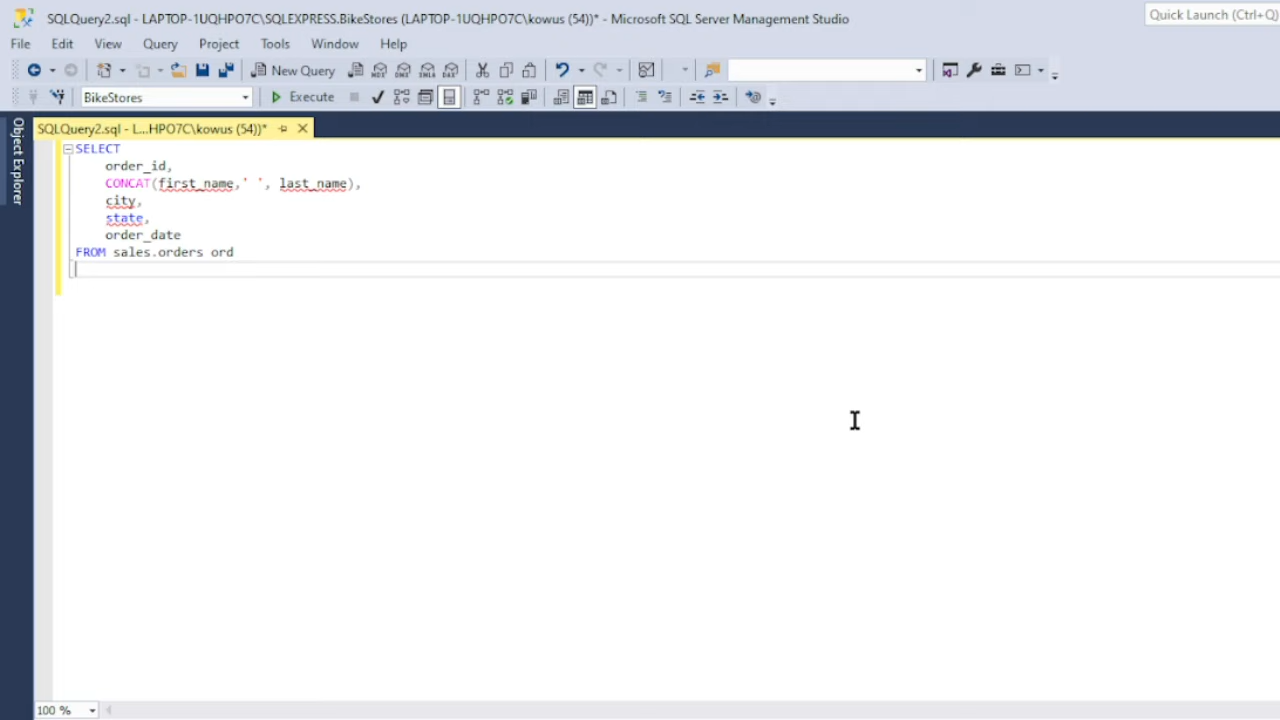 SQLQuery2.sql - LAPTOP-1UQHPO7C\SQLEXPRESS.BikeStores (LAPTOP-1UQHPO7C\kowus (54))* - Microsoft SQL Server Management Studio
Quick Launch (Ctrl+Q)
File Edit View Query Project Tools Window Help
New Query
BikeStores Execute
SQLQuery2.sql - L...HPO7C\kowus (54))*
Object Explorer
SELECT
order_id,
CONCAT(first_name,' ', last_name),
city,
state,
order_date
FROM sales.orders ord
100 %